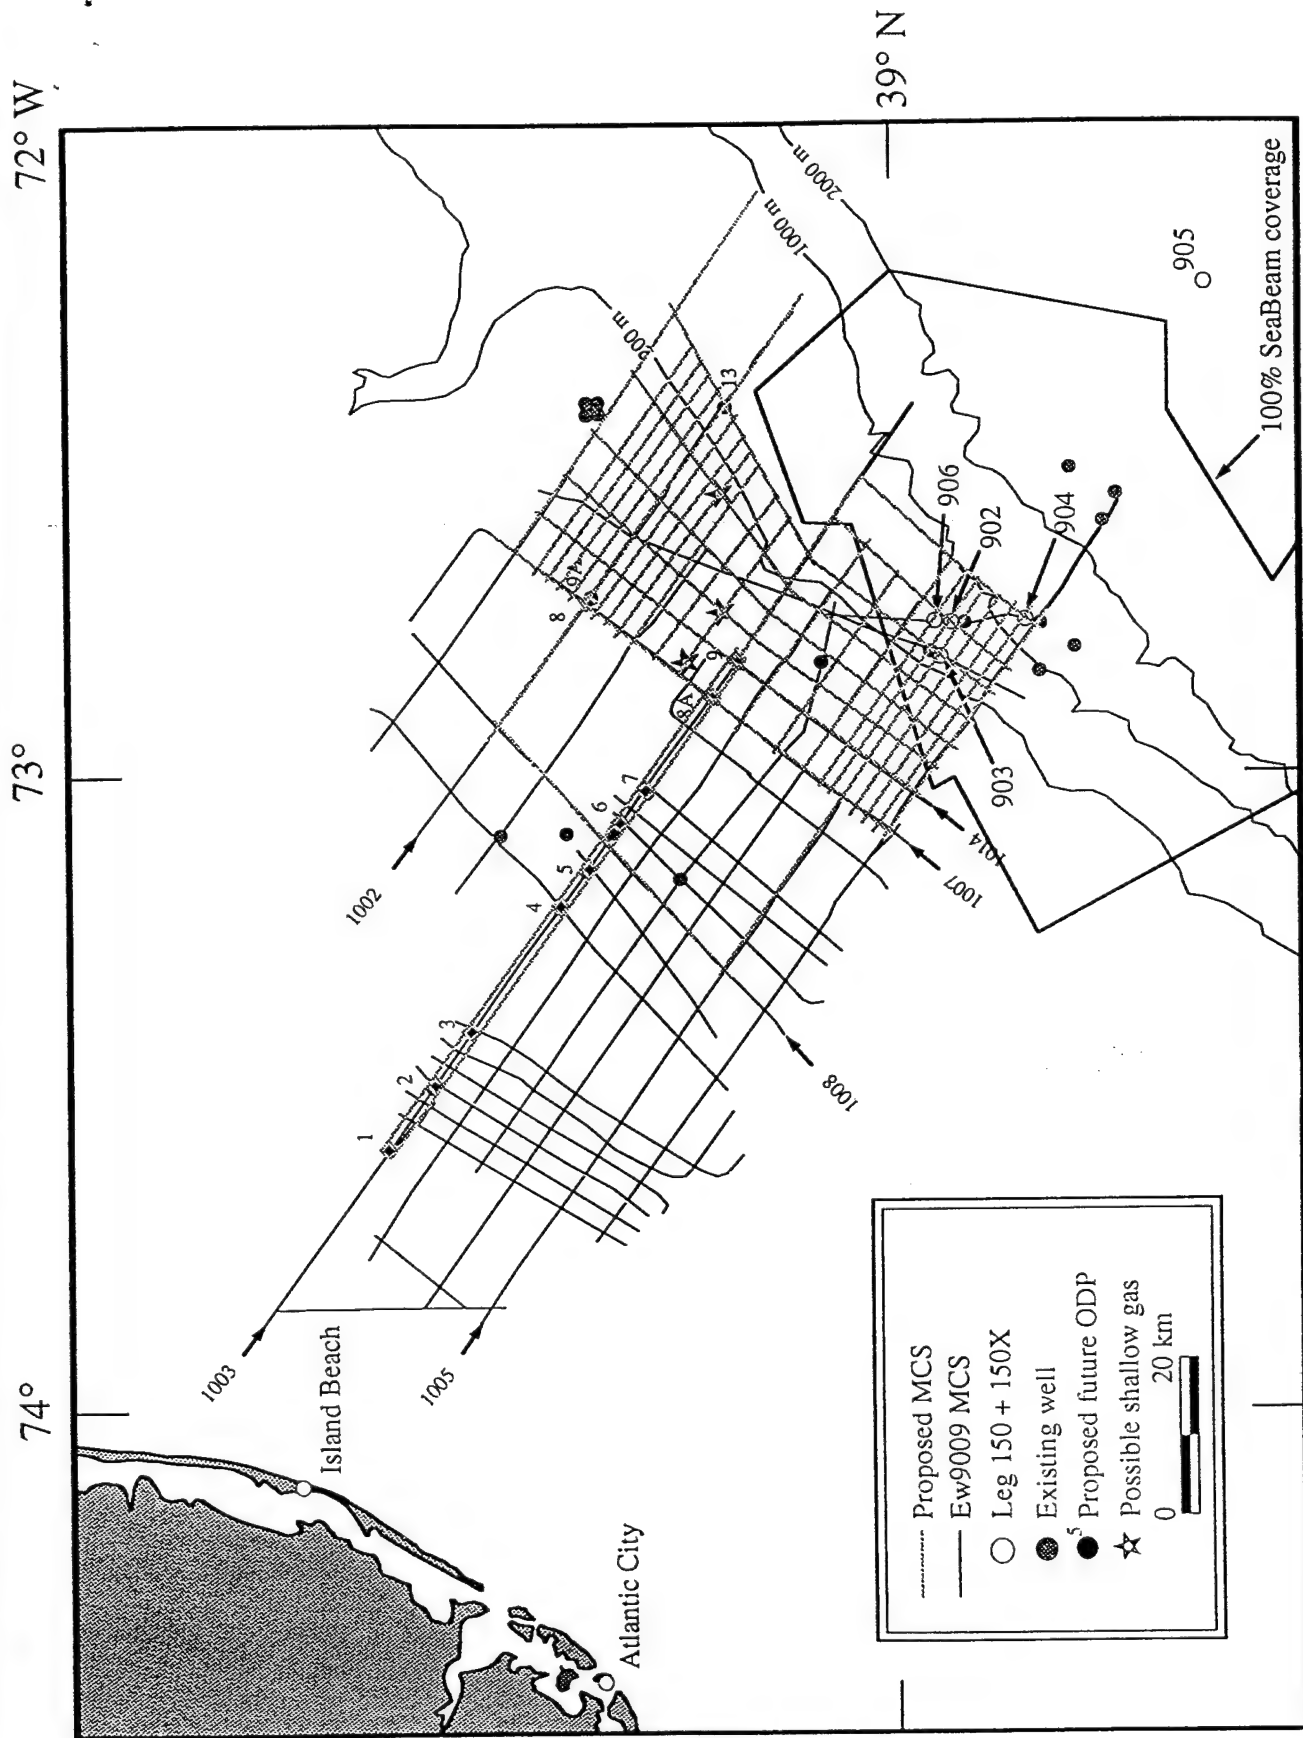 72° W
73°
74°
39° N
1002
1003
1005
1008
1007
1014
Island Beach
Atlantic City
1
2
3
4
5
6
7
8A
9
8
13
200 m
1000 m
2000 m
906
902
904
903
905
100% SeaBeam coverage
Proposed MCS
Ew9009 MCS
Leg 150 + 150X
Existing well
5
Proposed future ODP
Possible shallow gas
0 20 km